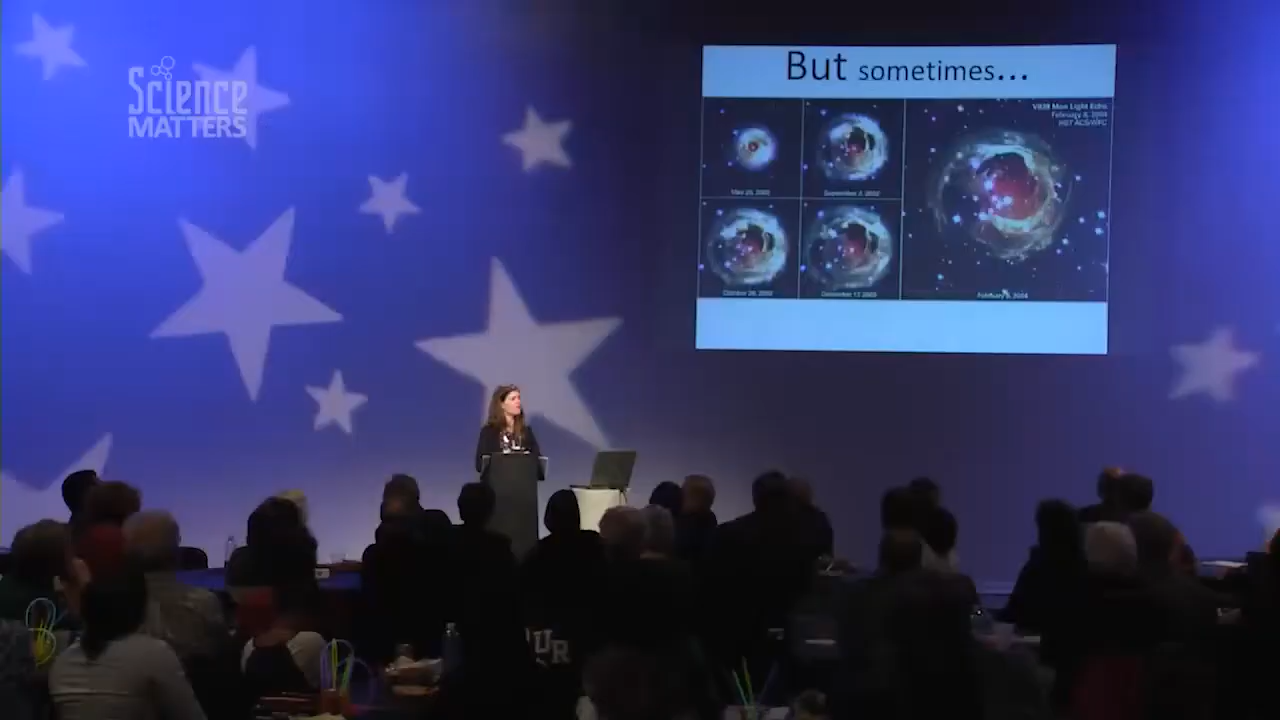 Science
MATTERS
But sometimes...
V838 Mon Light Echo
February 8, 2004
HST ACS/WFC
May 20, 2002
September 2, 2002
October 28, 2002
December 17, 2002
February 8, 2004
UR